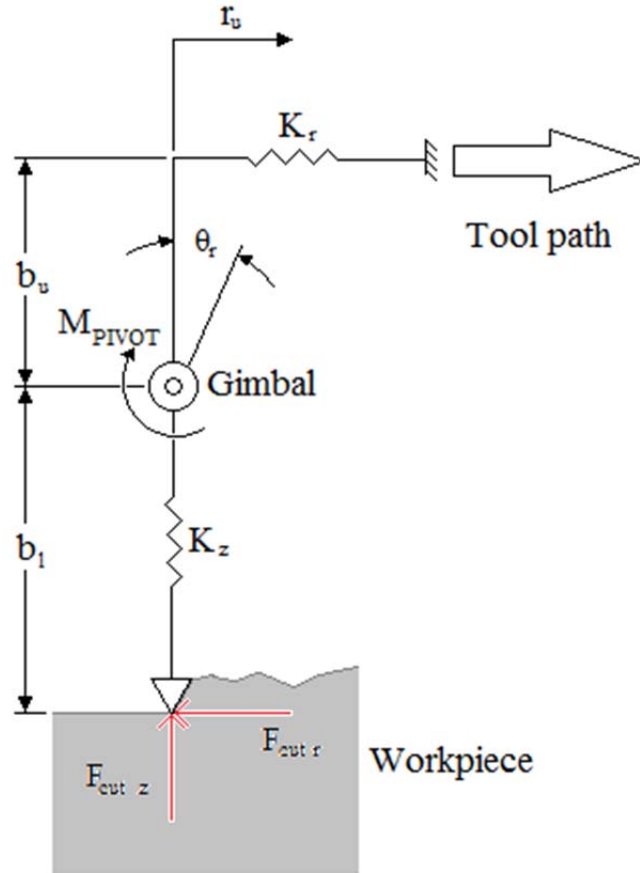 r_u
K_r
Tool path
θ_r
b_u
M_PIVOT
Gimbal
K_z
b_l
F_cut r
F_cut z
Workpiece